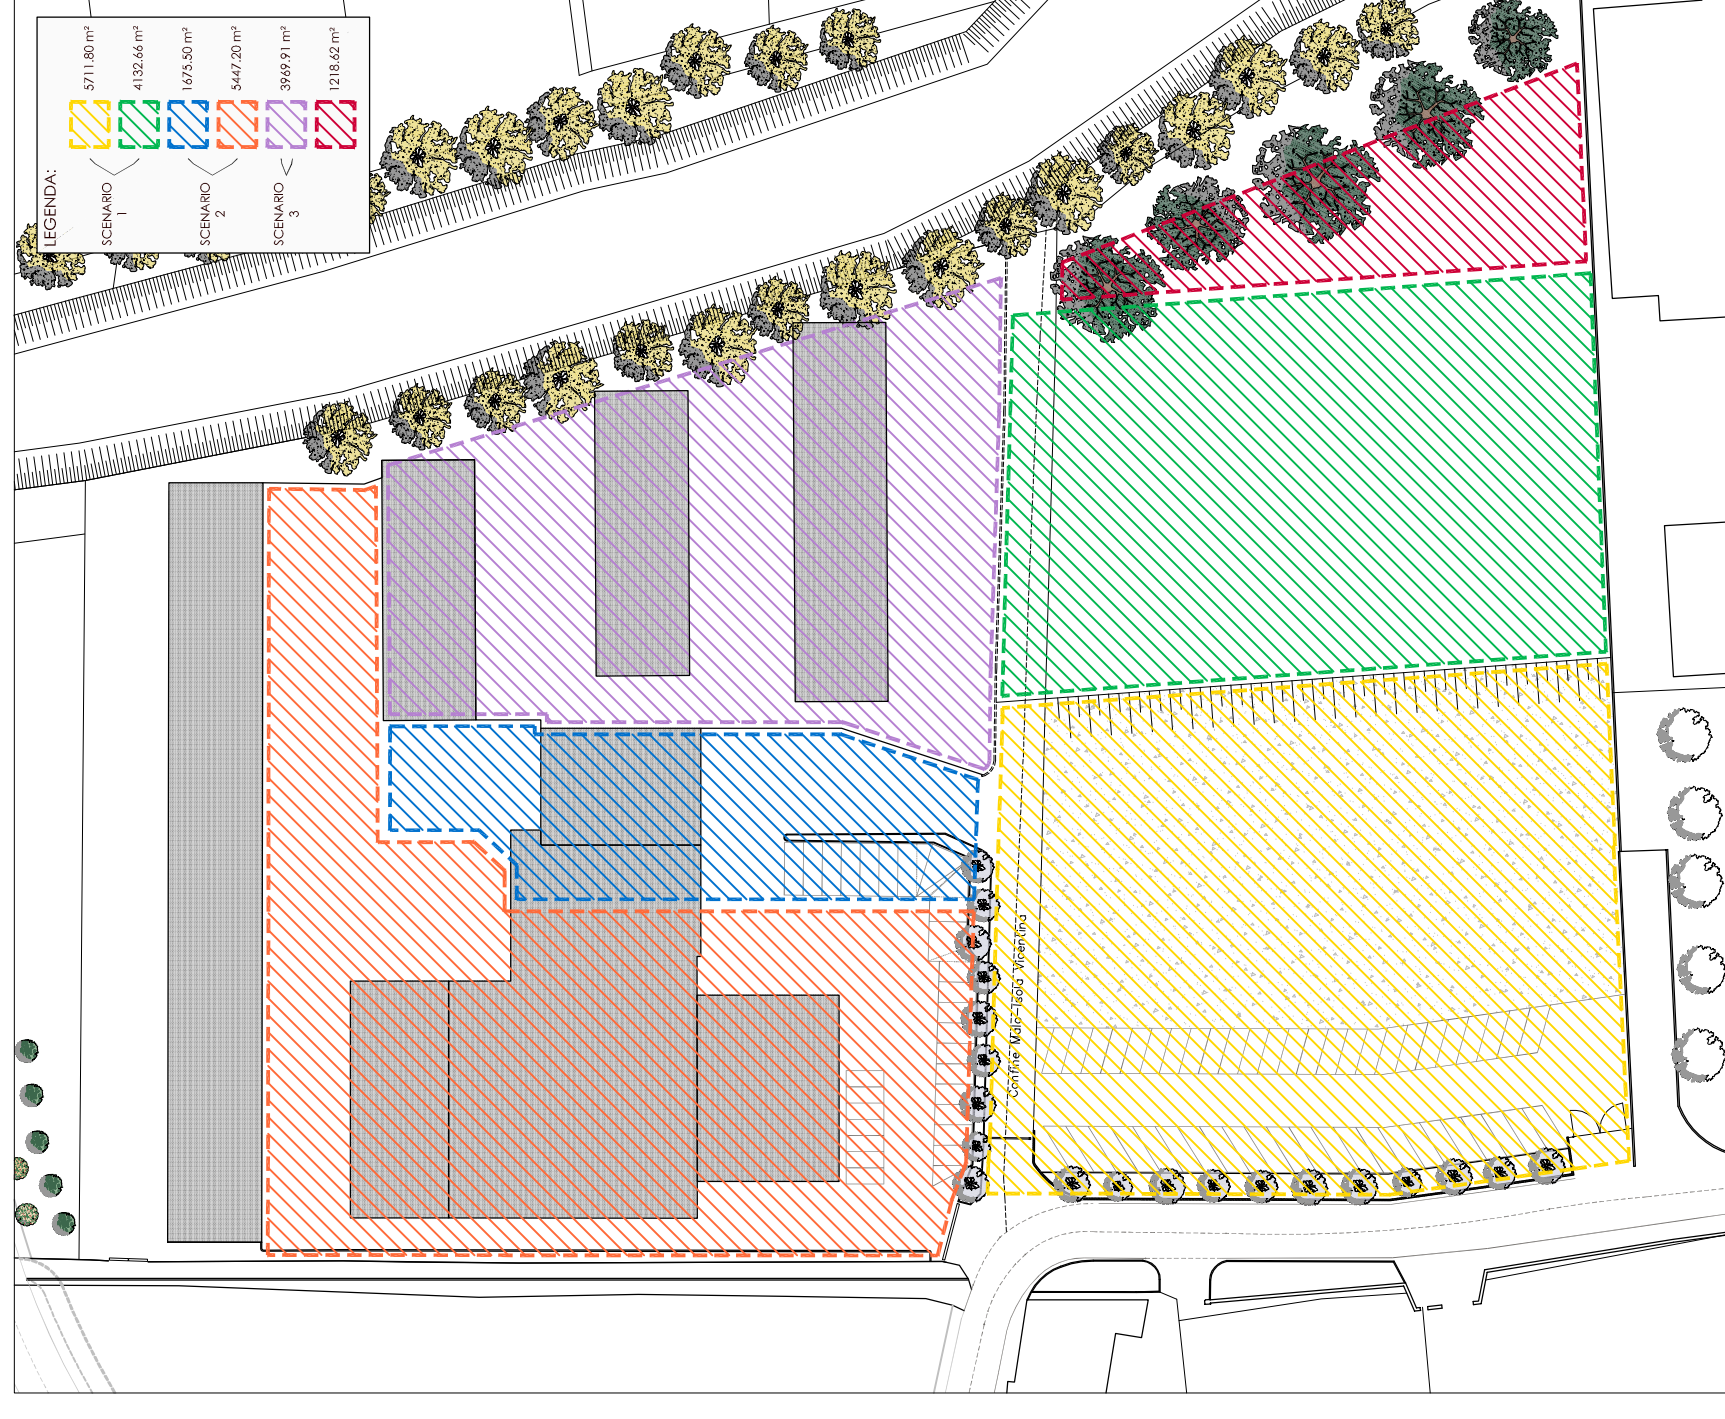 LEGENDA:
SCENARIO
1
5711.80 m²
4132.66 m²
SCENARIO
2
1675.50 m²
5447.20 m²
SCENARIO
3
3969.91 m²
1218.62 m²
Confine Malo-Isola Vicentina